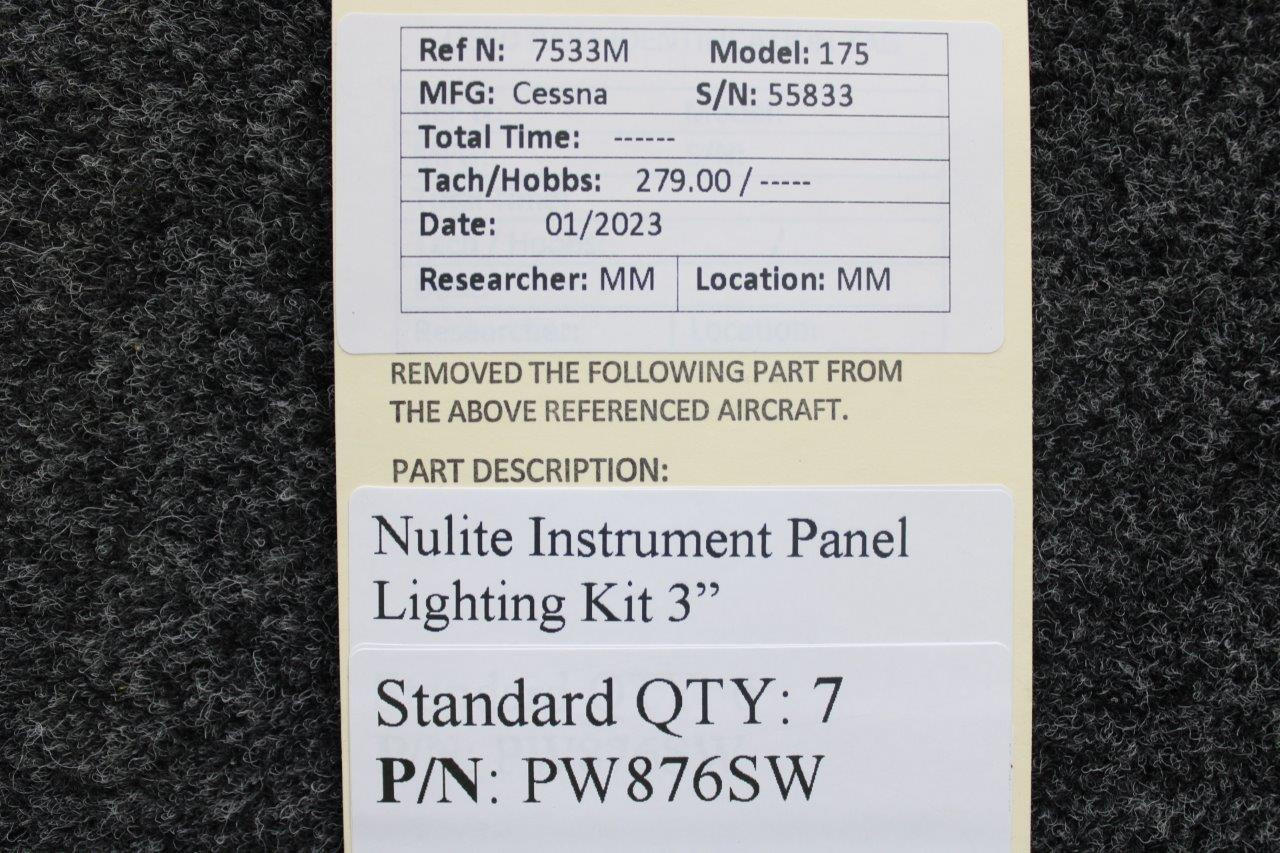 Ref N: 7533M Model: 175
MFG: Cessna S/N: 55833
Total Time: ------
Tach/Hobbs: 279.00 / -----
Date: 01/2023
Researcher: MM Location: MM
REMOVED THE FOLLOWING PART FROM
THE ABOVE REFERENCED AIRCRAFT.
PART DESCRIPTION:
Nulite Instrument Panel
Lighting Kit 3”
Standard QTY: 7
P/N: PW876SW